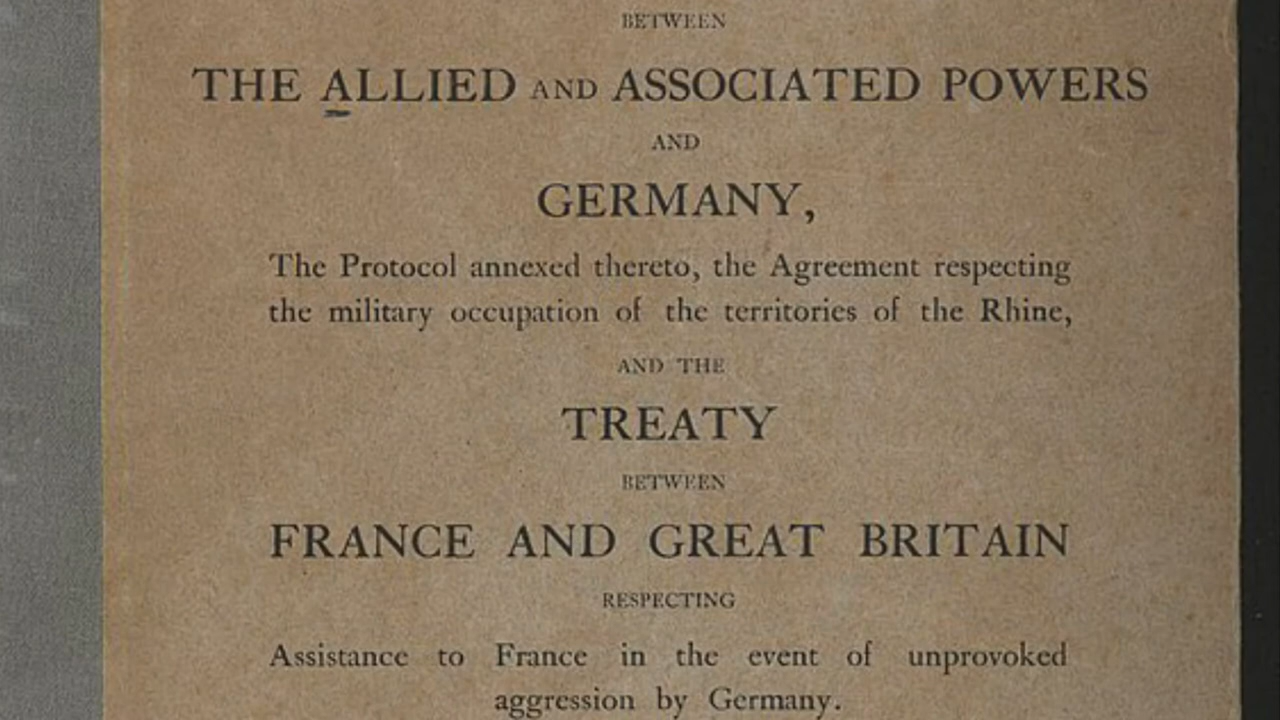 BETWEEN
THE ALLIED AND ASSOCIATED POWERS
AND
GERMANY,
The Protocol annexed thereto, the Agreement respecting
the military occupation of the territories of the Rhine,
AND THE
TREATY
BETWEEN
FRANCE AND GREAT BRITAIN
RESPECTING
Assistance to France in the event of unprovoked
aggression by Germany.